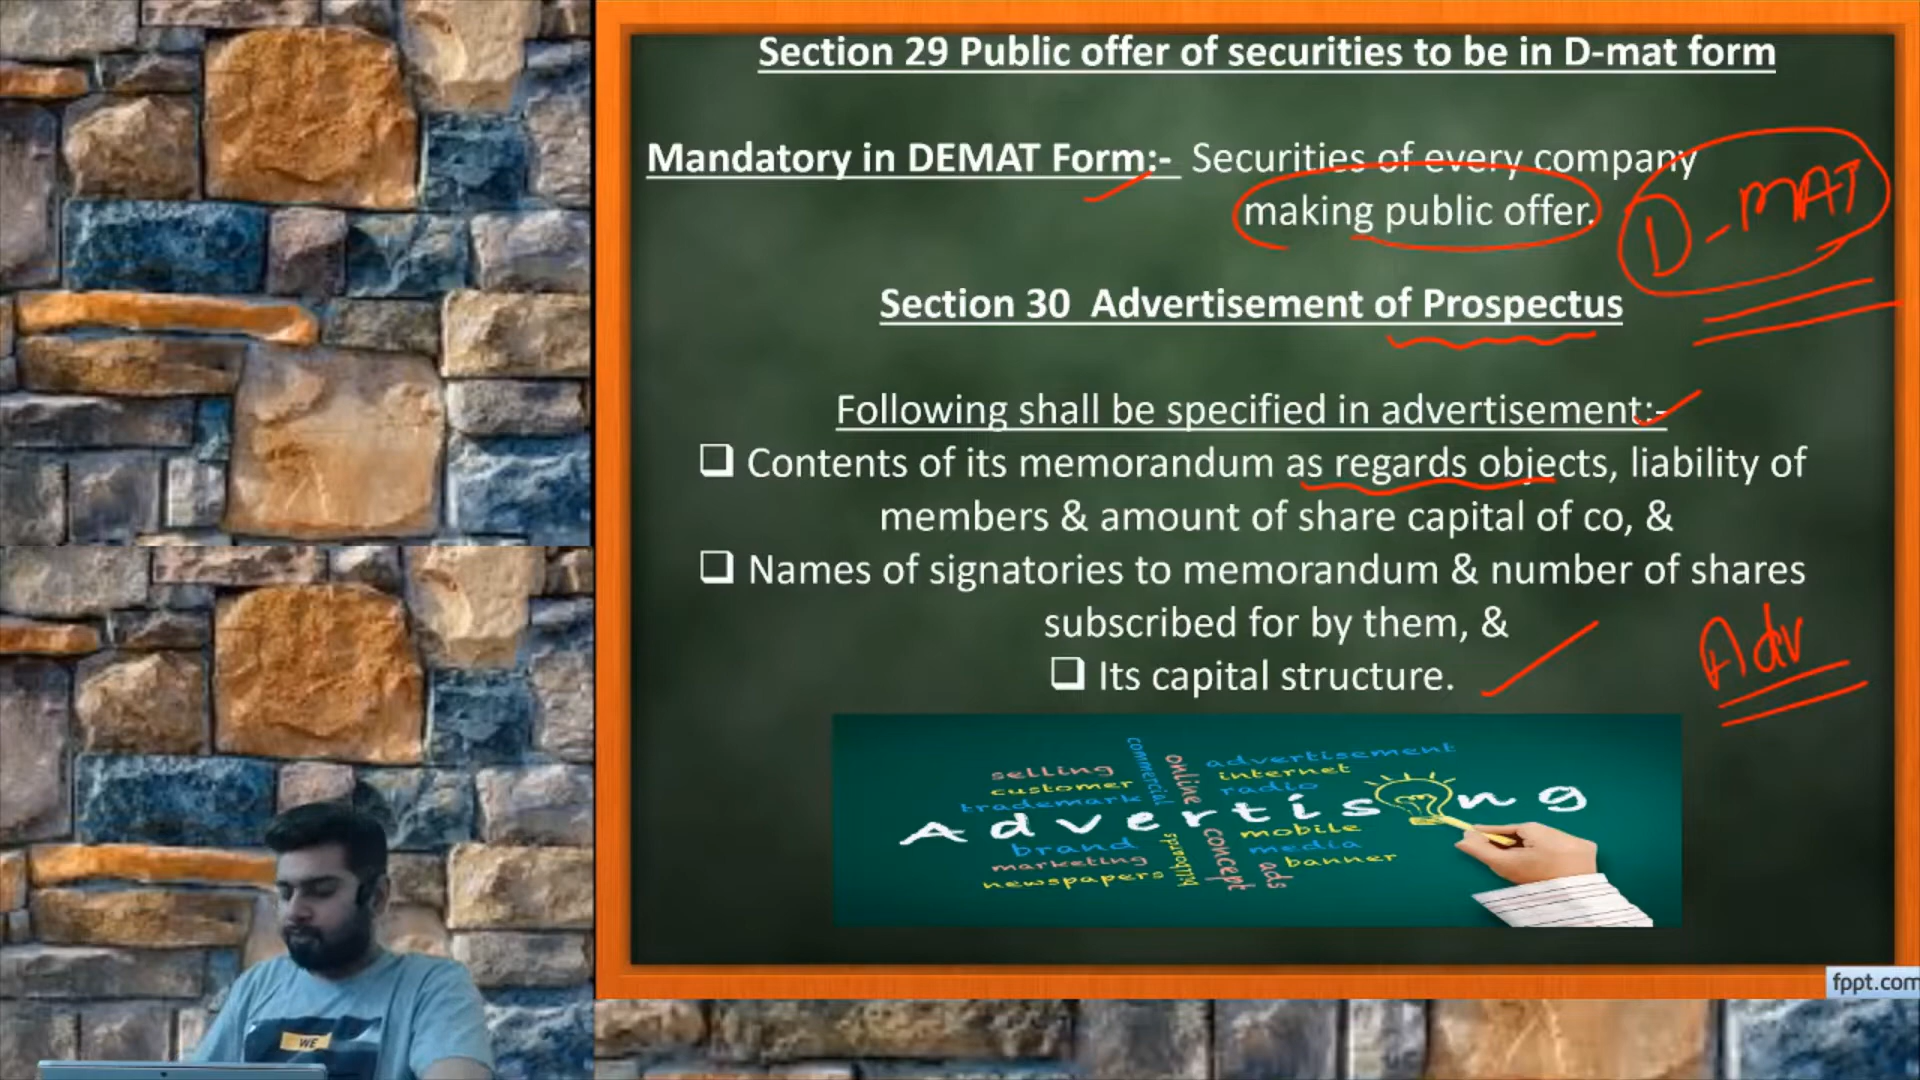 Section 29 Public offer of securities to be in D-mat form
Mandatory in DEMAT Form:- Securities of every company
making public offer.
D-MAT
Section 30 Advertisement of Prospectus
Following shall be specified in advertisement:-
Contents of its memorandum as regards objects, liability of
members & amount of share capital of co, &
Names of signatories to memorandum & number of shares
subscribed for by them, &
Its capital structure.
Adv
commercial
online
advertisement
selling
internet
customer
radio
trademark
Advertising
mobile
brand
media
marketing
banner
newspapers
billboards
concept
ads
WE
fppt.com